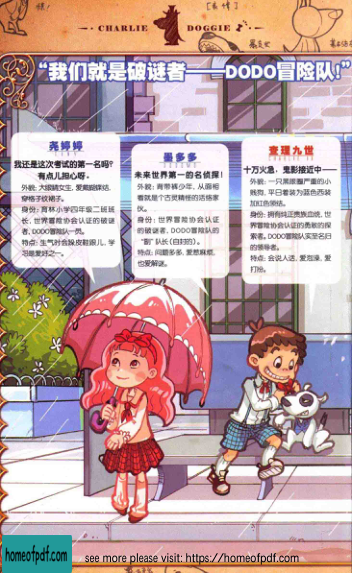 CHARLIE DOGGIE
“我们就是破谜者——DODO冒险队!”
尧婷婷
我还是这次考试的第一名吗?
有点儿担心呀。
外貌: 大眼睛女生, 爱戴蝴蝶结、
穿格子纹裙子。
身份: 育林小学四年级二班班
长, 世界冒险协会认证的破谜
者, DODO冒险队一员。
特点: 生气时会跺皮鞋跟儿, 学
习是爱好之一。
墨多多
未来世界第一的名侦探!
外貌: 背带裤少年, 从面相
看就是个古灵精怪的活络家
伙。
身份: 世界冒险协会认证
的破谜者, DODO冒险队的
“副”队长(自封的)。
特点: 问题多多, 爱惹麻烦,
也爱解谜。
查理九世
十万火急, 鬼影接近中——
外貌: 一只黑眼圈严重的小
贱狗, 平日着装为蓝色西装
加红色领结。
身份: 拥有纯正贵族血统, 世
界冒险协会认证的勇敢的探
索者, DODO冒险队实至名归
的领导者。
特点: 会说人话, 爱泡澡, 爱
打扮。
homeofpdf.com
see more please visit: https://homeofpdf.com